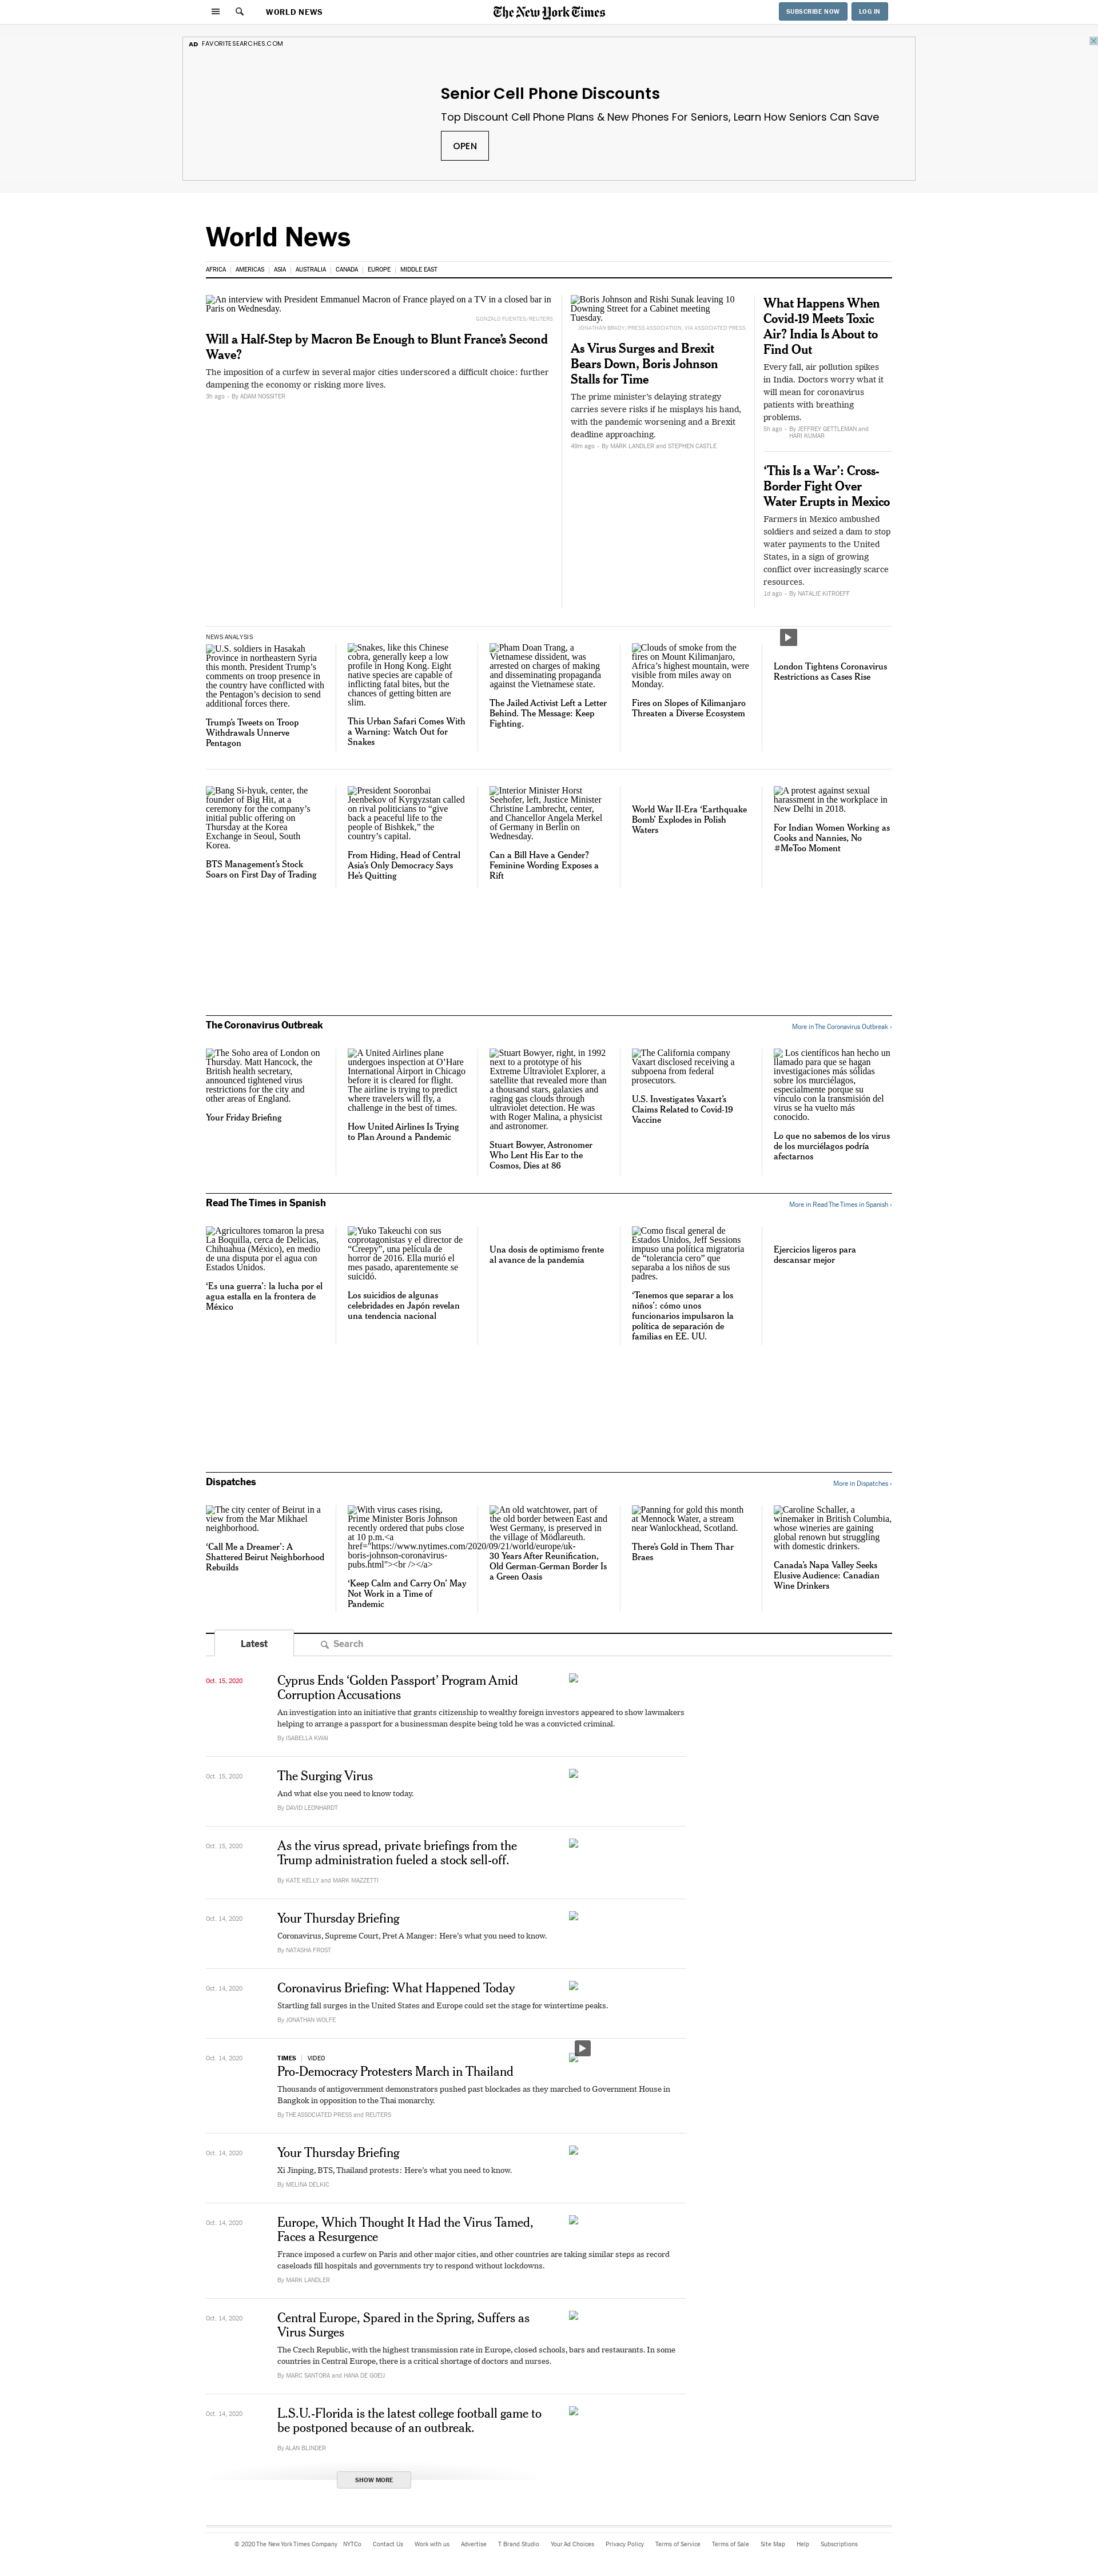 WORLD NEWS
The New York Times
SUBSCRIBE NOW
LOG IN
AD FAVORITESEARCHES.COM
Senior Cell Phone Discounts
Top Discount Cell Phone Plans & New Phones For Seniors, Learn How Seniors Can Save
OPEN
World News
AFRICA
AMERICAS
ASIA
AUSTRALIA
CANADA
EUROPE
MIDDLE EAST
An interview with President Emmanuel Macron of France played on a TV in a closed bar in
Paris on Wednesday.
GONZALO FUENTES/REUTERS
Will a Half-Step by Macron Be Enough to Blunt France's Second
Wave?
The imposition of a curfew in several major cities underscored a difficult choice: further
dampening the economy or risking more lives.
3h ago - By ADAM NOSSITER
Boris Johnson and Rishi Sunak leaving 10
Downing Street for a Cabinet meeting
Tuesday.
JONATHAN BRADY/PRESS ASSOCIATION, VIA ASSOCIATED PRESS
As Virus Surges and Brexit
Bears Down, Boris Johnson
Stalls for Time
The prime minister's delaying strategy
carries severe risks if he misplays his hand,
with the pandemic worsening and a Brexit
deadline approaching.
49m ago - By MARK LANDLER and STEPHEN CASTLE
What Happens When
Covid-19 Meets Toxic
Air? India Is About to
Find Out
Every fall, air pollution spikes
in India. Doctors worry what it
will mean for coronavirus
patients with breathing
problems.
5h ago - By JEFFREY GETTLEMAN and
HARI KUMAR
'This Is a War': Cross-
Border Fight Over
Water Erupts in Mexico
Farmers in Mexico ambushed
soldiers and seized a dam to stop
water payments to the United
States, in a sign of growing
conflict over increasingly scarce
resources.
1d ago - By NATALIE KITROEFF
NEWS ANALYSIS
U.S. soldiers in Hasakah
Province in northeastern Syria
this month. President Trump's
comments on troop presence in
the country have conflicted with
the Pentagon's decision to send
additional forces there.
Trump's Tweets on Troop
Withdrawals Unnerve
Pentagon
Snakes, like this Chinese
cobra, generally keep a low
profile in Hong Kong. Eight
native species are capable of
inflicting fatal bites, but the
chances of getting bitten are
slim.
This Urban Safari Comes With
a Warning: Watch Out for
Snakes
Pham Doan Trang, a
Vietnamese dissident, was
arrested on charges of making
and disseminating propaganda
against the Vietnamese state.
The Jailed Activist Left a Letter
Behind. The Message: Keep
Fighting.
Clouds of smoke from the
fires on Mount Kilimanjaro,
Africa's highest mountain, were
visible from miles away on
Monday.
Fires on Slopes of Kilimanjaro
Threaten a Diverse Ecosystem
London Tightens Coronavirus
Restrictions as Cases Rise
Bang Si-hyuk, center, the
founder of Big Hit, at a
ceremony for the company's
initial public offering on
Thursday at the Korea
Exchange in Seoul, South
Korea.
BTS Management's Stock
Soars on First Day of Trading
President Sooronbai
Jeenbekov of Kyrgyzstan called
on rival politicians to "give
back a peaceful life to the
people of Bishkek," the
country's capital.
From Hiding, Head of Central
Asia's Only Democracy Says
He's Quitting
Interior Minister Horst
Seehofer, left, Justice Minister
Christine Lambrecht, center,
and Chancellor Angela Merkel
of Germany in Berlin on
Wednesday.
Can a Bill Have a Gender?
Feminine Wording Exposes a
Rift
World War II-Era 'Earthquake
Bomb' Explodes in Polish
Waters
A protest against sexual
harassment in the workplace in
New Delhi in 2018.
For Indian Women Working as
Cooks and Nannies, No
#MeToo Moment
The Coronavirus Outbreak
More in The Coronavirus Outbreak ›
The Soho area of London on
Thursday. Matt Hancock, the
British health secretary,
announced tightened virus
restrictions for the city and
other areas of England.
Your Friday Briefing
A United Airlines plane
undergoes inspection at O'Hare
International Airport in Chicago
before it is cleared for flight.
The airline is trying to predict
where travelers will fly, a
challenge in the best of times.
How United Airlines Is Trying
to Plan Around a Pandemic
Stuart Bowyer, right, in 1992
next to a prototype of his
Extreme Ultraviolet Explorer, a
satellite that revealed more than
a thousand stars, galaxies and
raging gas clouds through
ultraviolet detection. He was
with Roger Malina, a physicist
and astronomer.
Stuart Bowyer, Astronomer
Who Lent His Ear to the
Cosmos, Dies at 86
The California company
Vaxart disclosed receiving a
subpoena from federal
prosecutors.
U.S. Investigates Vaxart's
Claims Related to Covid-19
Vaccine
Los científicos han hecho un
llamado para que se hagan
investigaciones más sólidas
sobre los murciélagos,
especialmente porque su
vínculo con la transmisión del
virus se ha vuelto más
conocido.
Lo que no sabemos de los virus
de los murciélagos podría
afectarnos
Read The Times in Spanish
More in Read The Times in Spanish ›
Agricultores tomaron la presa
La Boquilla, cerca de Delicias,
Chihuahua (México), en medio
de una disputa por el agua con
Estados Unidos.
'Es una guerra': la lucha por el
agua estalla en la frontera de
México
Yuko Takeuchi con sus
coprotagonistas y el director de
"Creepy", una película de
horror de 2016. Ella murió el
mes pasado, aparentemente se
suicidó.
Los suicidios de algunas
celebridades en Japón revelan
una tendencia nacional
Una dosis de optimismo frente
al avance de la pandemia
Como fiscal general de
Estados Unidos, Jeff Sessions
impuso una política migratoria
de "tolerancia cero" que
separaba a los niños de sus
padres.
'Tenemos que separar a los
niños': cómo unos
funcionarios impulsaron la
política de separación de
familias en EE. UU.
Ejercicios ligeros para
descansar mejor
Dispatches
More in Dispatches ›
The city center of Beirut in a
view from the Mar Mikhael
neighborhood.
'Call Me a Dreamer': A
Shattered Beirut Neighborhood
Rebuilds
With virus cases rising,
Prime Minister Boris Johnson
recently ordered that pubs close
at 10 p.m.<a
href="https://www.nytimes.com/2020/09/21/world/europe/uk-
boris-johnson-coronavirus-
pubs.html"><br /></a>
'Keep Calm and Carry On' May
Not Work in a Time of
Pandemic
An old watchtower, part of
the old border between East and
West Germany, is preserved in
the village of Mödlareuth.
30 Years After Reunification,
Old German-German Border Is
a Green Oasis
Panning for gold this month
at Mennock Water, a stream
near Wanlockhead, Scotland.
There's Gold in Them Thar
Braes
Caroline Schaller, a
winemaker in British Columbia,
whose wineries are gaining
global renown but struggling
with domestic drinkers.
Canada's Napa Valley Seeks
Elusive Audience: Canadian
Wine Drinkers
Latest
Search
Oct. 15, 2020
Cyprus Ends 'Golden Passport' Program Amid
Corruption Accusations
An investigation into an initiative that grants citizenship to wealthy foreign investors appeared to show lawmakers
helping to arrange a passport for a businessman despite being told he was a convicted criminal.
By ISABELLA KWAI
Oct. 15, 2020
The Surging Virus
And what else you need to know today.
By DAVID LEONHARDT
Oct. 15, 2020
As the virus spread, private briefings from the
Trump administration fueled a stock sell-off.
By KATE KELLY and MARK MAZZETTI
Oct. 14, 2020
Your Thursday Briefing
Coronavirus, Supreme Court, Pret A Manger: Here's what you need to know.
By NATASHA FROST
Oct. 14, 2020
Coronavirus Briefing: What Happened Today
Startling fall surges in the United States and Europe could set the stage for wintertime peaks.
By JONATHAN WOLFE
Oct. 14, 2020
TIMES | VIDEO
Pro-Democracy Protesters March in Thailand
Thousands of antigovernment demonstrators pushed past blockades as they marched to Government House in
Bangkok in opposition to the Thai monarchy.
By THE ASSOCIATED PRESS and REUTERS
Oct. 14, 2020
Your Thursday Briefing
Xi Jinping, BTS, Thailand protests: Here's what you need to know.
By MELINA DELKIC
Oct. 14, 2020
Europe, Which Thought It Had the Virus Tamed,
Faces a Resurgence
France imposed a curfew on Paris and other major cities, and other countries are taking similar steps as record
caseloads fill hospitals and governments try to respond without lockdowns.
By MARK LANDLER
Oct. 14, 2020
Central Europe, Spared in the Spring, Suffers as
Virus Surges
The Czech Republic, with the highest transmission rate in Europe, closed schools, bars and restaurants. In some
countries in Central Europe, there is a critical shortage of doctors and nurses.
By MARC SANTORA and HANA DE GOEIJ
Oct. 14, 2020
L.S.U.-Florida is the latest college football game to
be postponed because of an outbreak.
By ALAN BLINDER
SHOW MORE
© 2020 The New York Times Company
NYTCo
Contact Us
Work with us
Advertise
T Brand Studio
Your Ad Choices
Privacy Policy
Terms of Service
Terms of Sale
Site Map
Help
Subscriptions